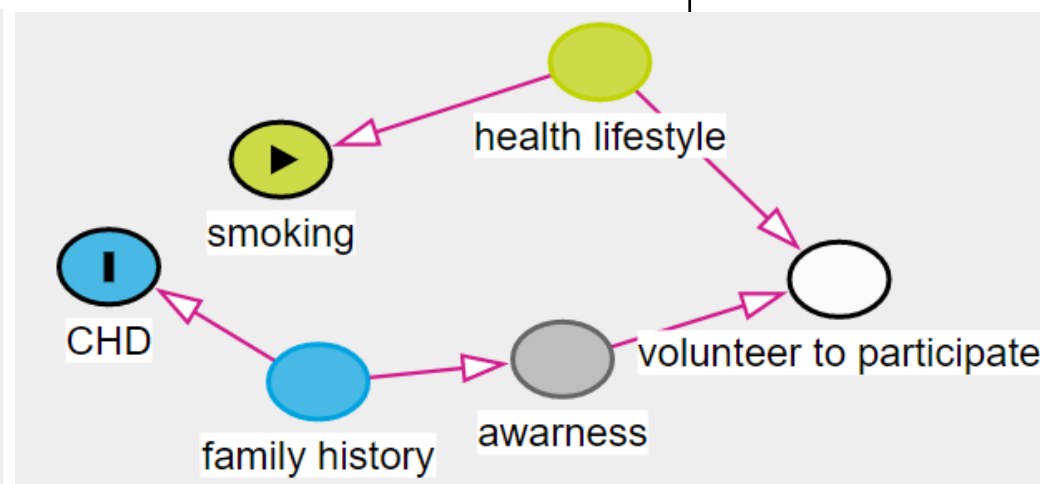 health lifestyle
smoking
CHD
volunteer to participate
awarness
family history